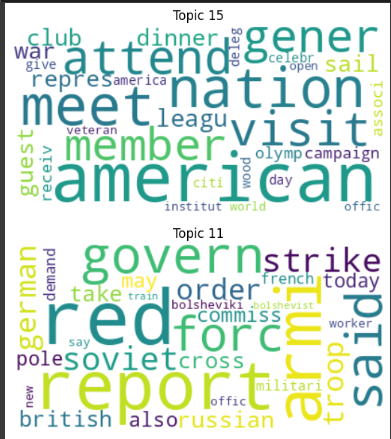 Topic 15
club dinner deleg gener
war attend celebr
give open sail
repres america nation associ
meet leagu visit
veteran
guest receiv member olymp campaign
american citi wood day
institut world offic
Topic 11
german demand govern strike
may order french today
take train bolsheviki bolshevist
red forc commiss armi said
say worker
pole soviet cross troop
report militari
new offic
british also russian